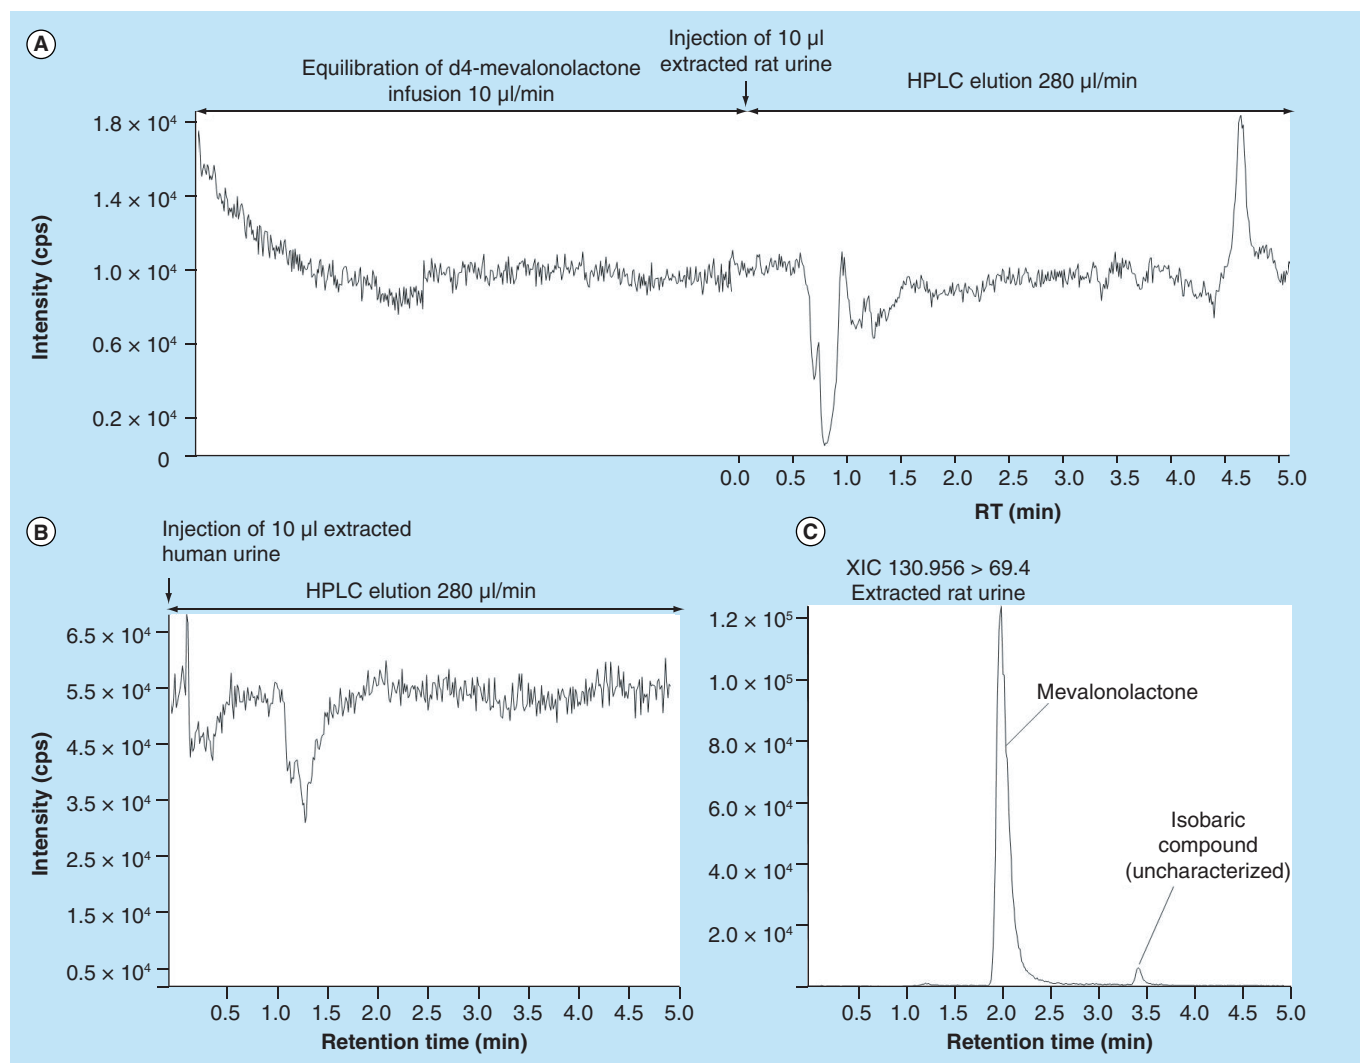 A
Equilibration of d4-mevalonolactone
infusion 10 µl/min
Injection of 10 µl
extracted rat urine
HPLC elution 280 µl/min
Intensity (cps)
1.8 × 10⁴
1.4 × 10⁴
1.0 × 10⁴
0.6 × 10⁴
0.2 × 10⁴
0
0.0 0.5 1.0 1.5 2.0 2.5 3.0 3.5 4.0 4.5 5.0
RT (min)
B
Injection of 10 µl extracted
human urine
HPLC elution 280 µl/min
Intensity (cps)
6.5 × 10⁴
5.5 × 10⁴
4.5 × 10⁴
3.5 × 10⁴
2.5 × 10⁴
1.5 × 10⁴
0.5 × 10⁴
0.5 1.0 1.5 2.0 2.5 3.0 3.5 4.0 4.5 5.0
Retention time (min)
C
XIC 130.956 > 69.4
Extracted rat urine
1.2 × 10⁵
1.0 × 10⁵
8.0 × 10⁴
6.0 × 10⁴
4.0 × 10⁴
2.0 × 10⁴
Mevalonolactone
Isobaric
compound
(uncharacterized)
0.5 1.0 1.5 2.0 2.5 3.0 3.5 4.0 4.5 5.0
Retention time (min)